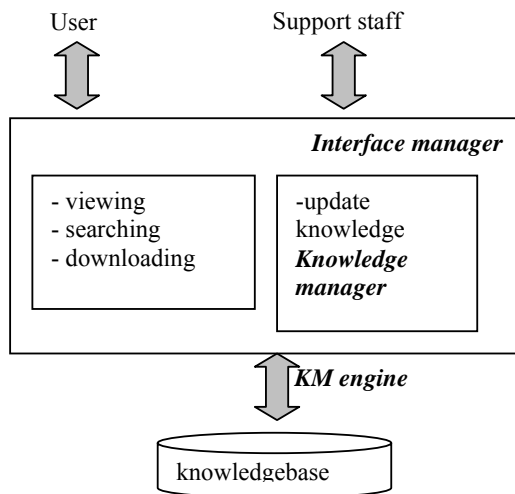 User
Support staff
Interface manager
- viewing
- searching
- downloading
-update
knowledge
Knowledge
manager
KM engine
knowledgebase